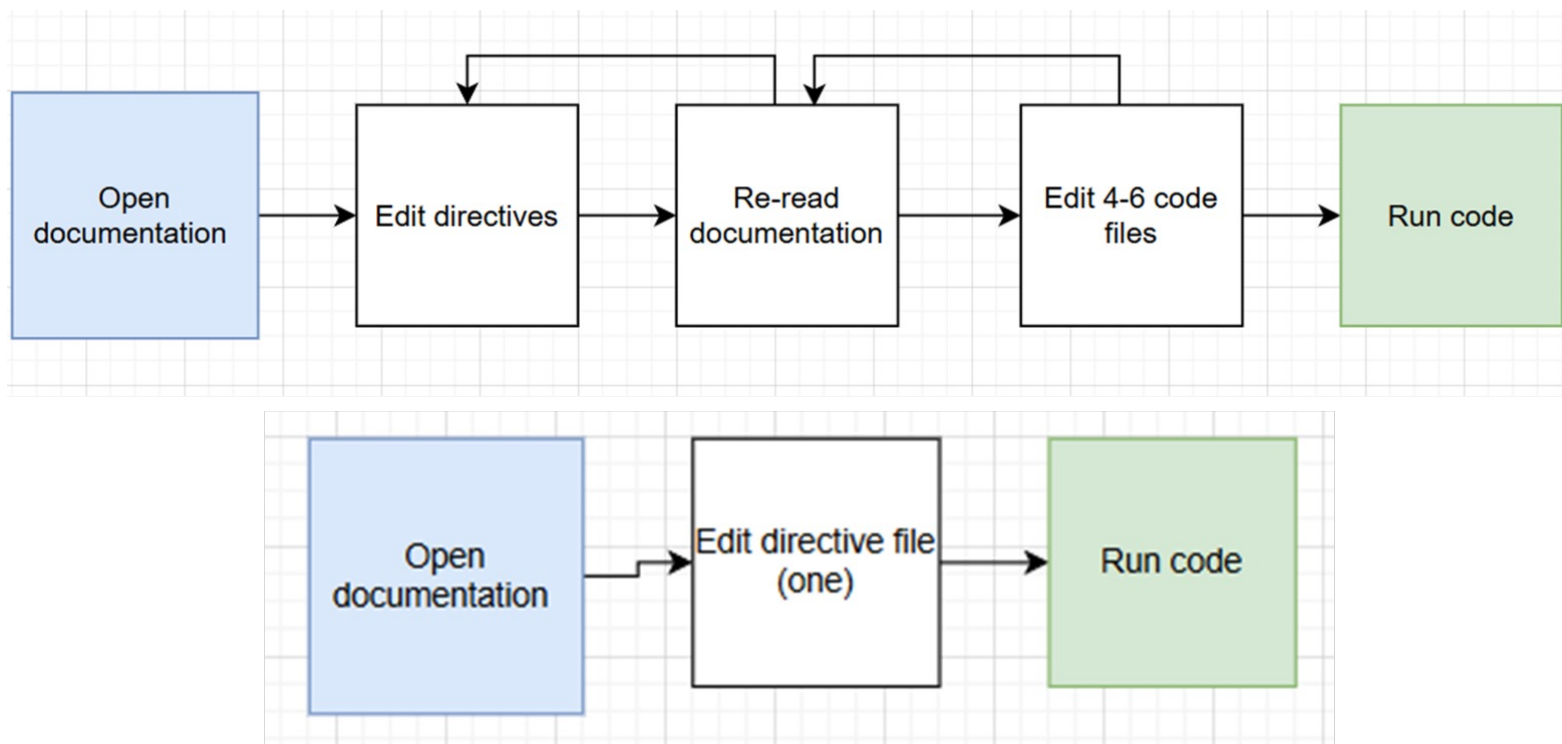 Open
documentation
Edit directives
Re-read
documentation
Edit 4-6 code
files
Run code
Open
documentation
Edit directive file
(one)
Run code